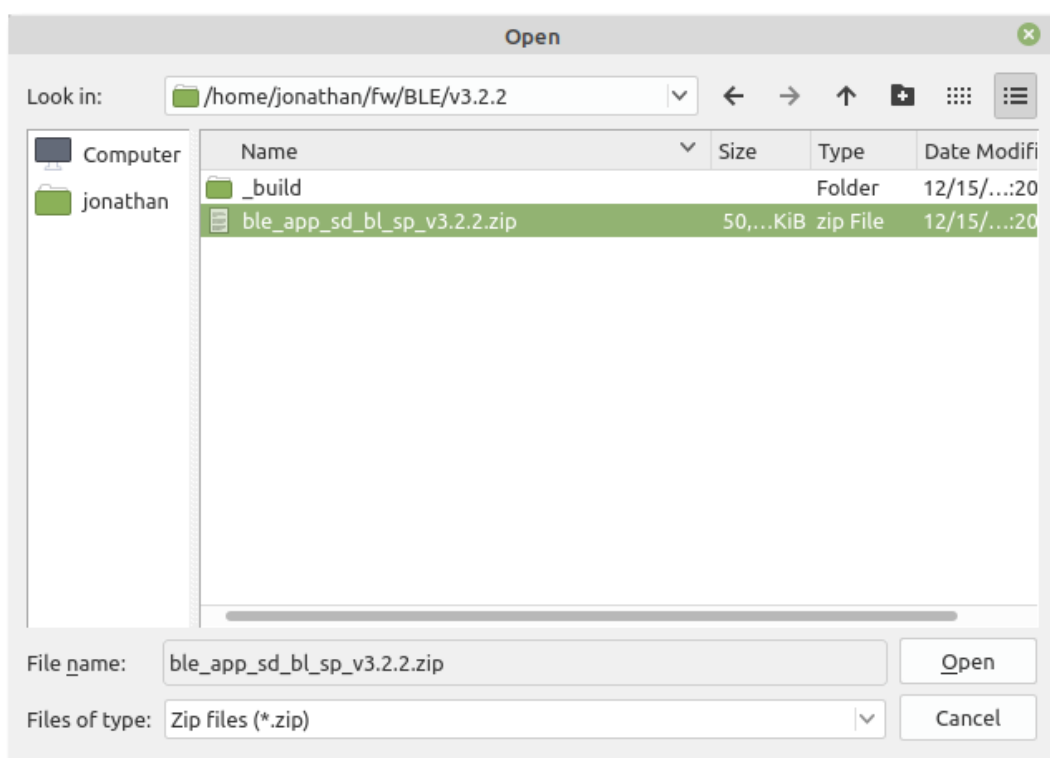 Open
Look in: /home/jonathan/fw/BLE/v3.2.2
Computer
jonathan
Name Size Type Date Modifi
_build Folder 12/15/...:20
ble_app_sd_bl_sp_v3.2.2.zip 50,...KiB zip File 12/15/...:20
File name: ble_app_sd_bl_sp_v3.2.2.zip Open
Files of type: Zip files (*.zip) Cancel